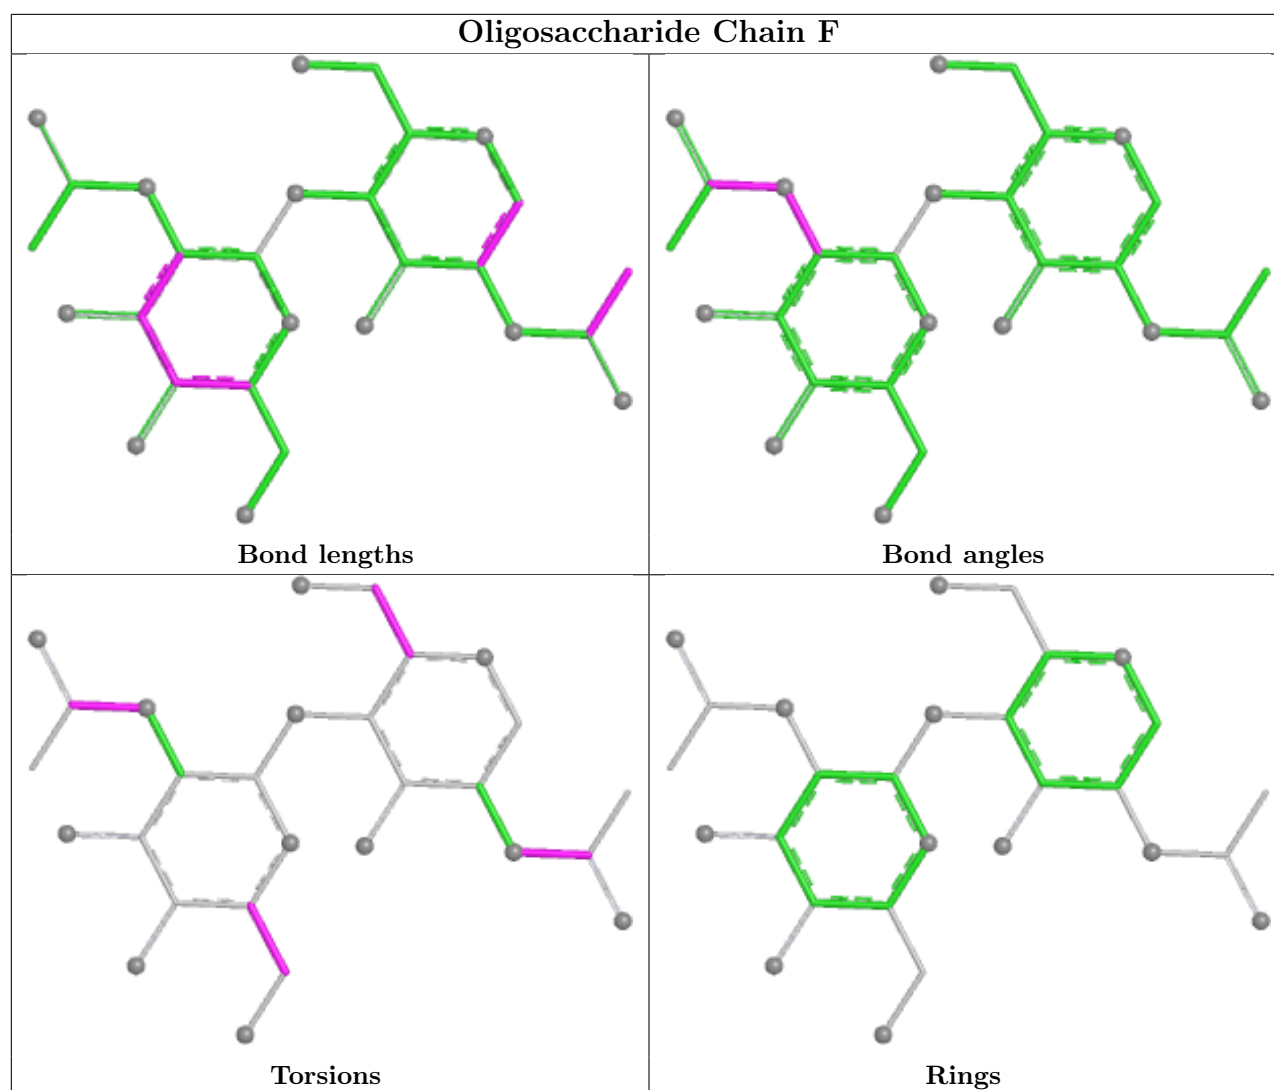 Oligosaccharide Chain F
Bond lengths
Bond angles
Torsions
Rings